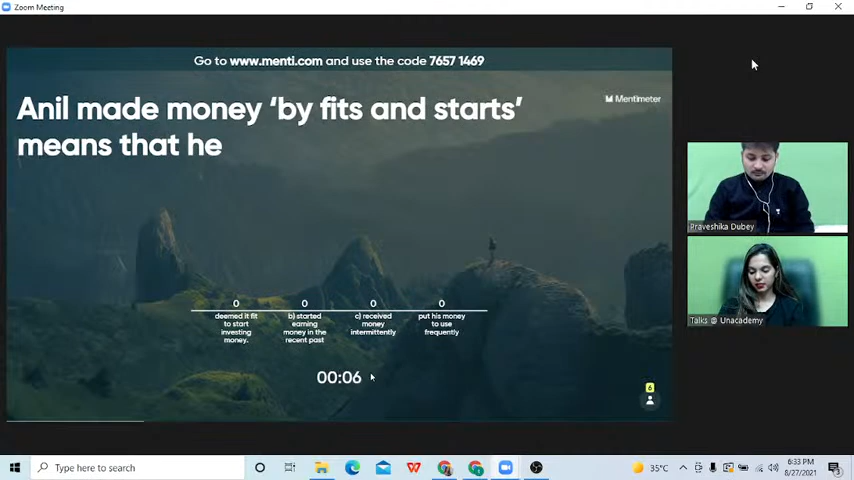 Zoom Meeting
Go to www.menti.com and use the code 7657 1469
Anil made money ‘by fits and starts’
means that he
Mentimeter
Praveshika Dubey
Talks @ Unacademy
0
0
0
0
deemed it fit
to start
investing
money.
b) started
earning
money in the
recent past
c) received
money
intermittently
put his money
to use
frequently
00:06
6
Type here to search
35°C
6:33 PM
8/27/2021
3